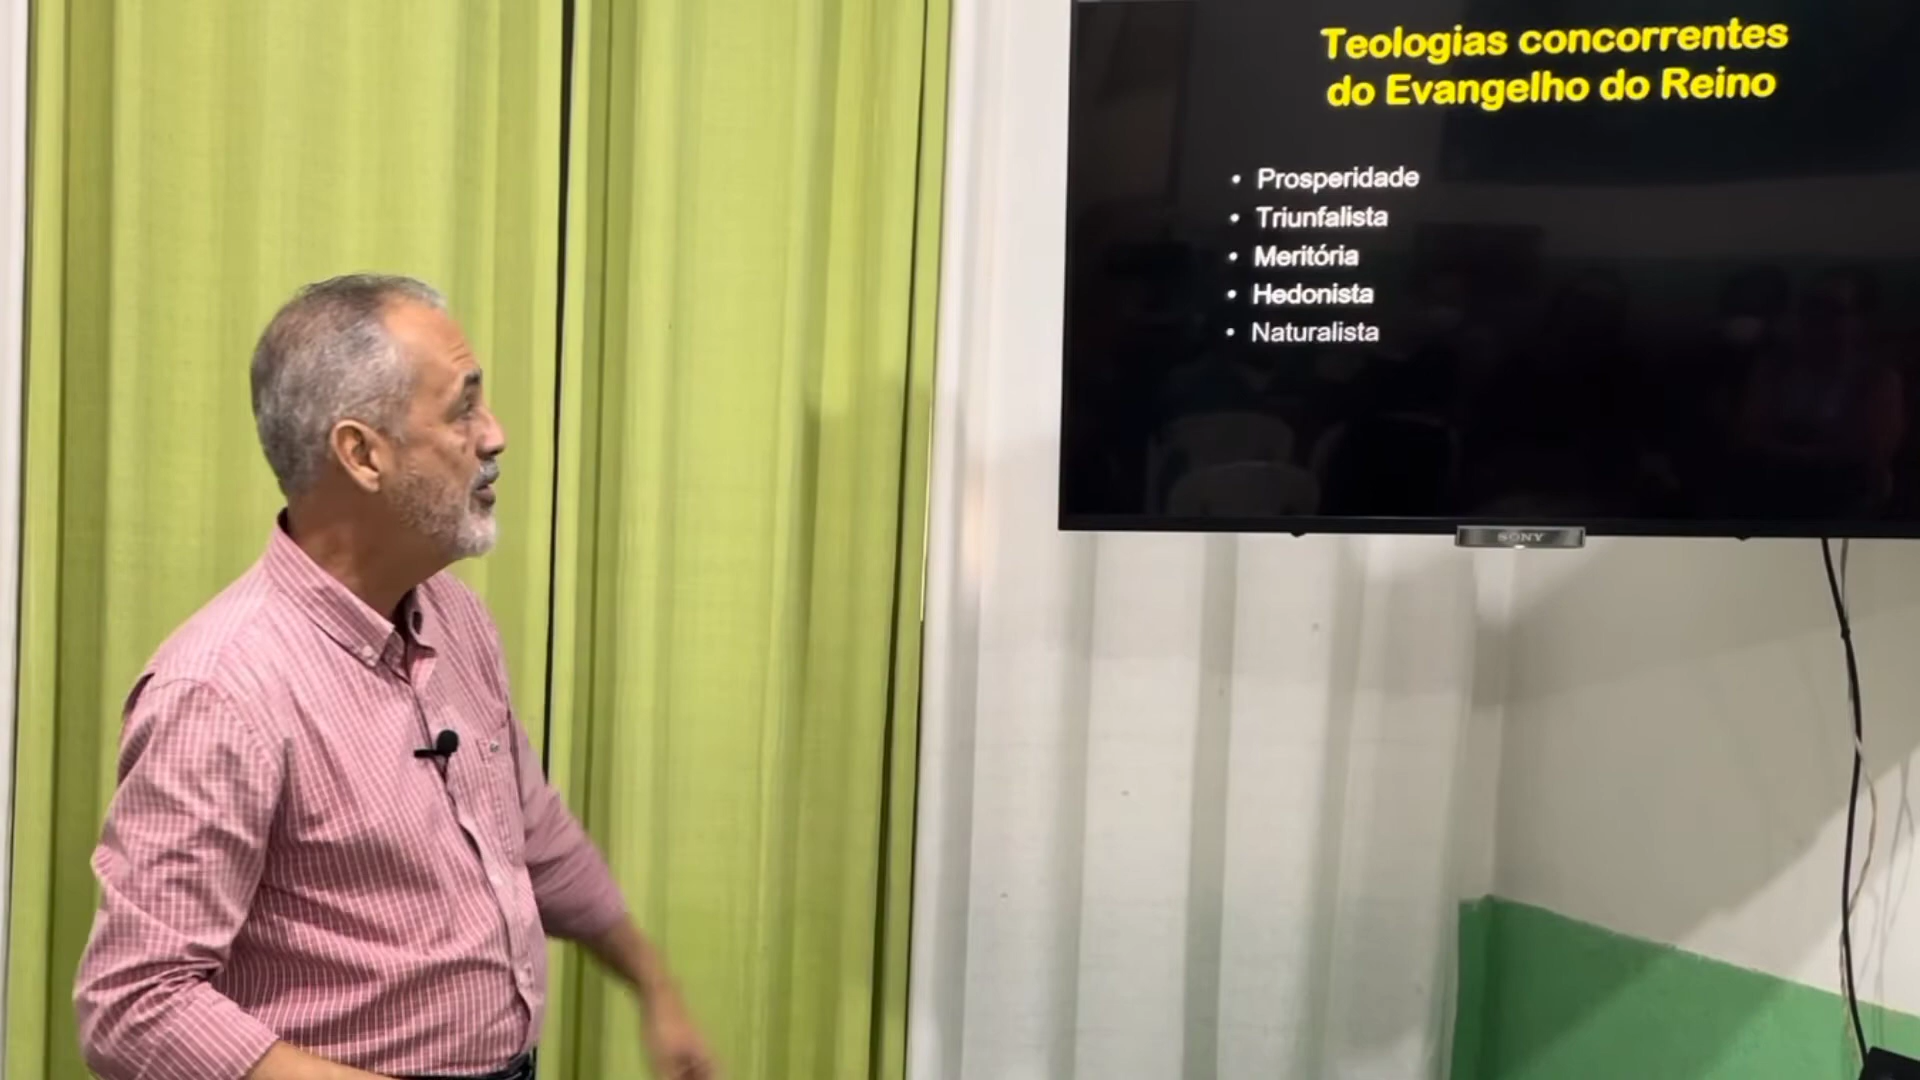 Teologias concorrentes
do Evangelho do Reino
• Prosperidade
• Triunfalista
• Meritória
• Hedonista
• Naturalista
SONY